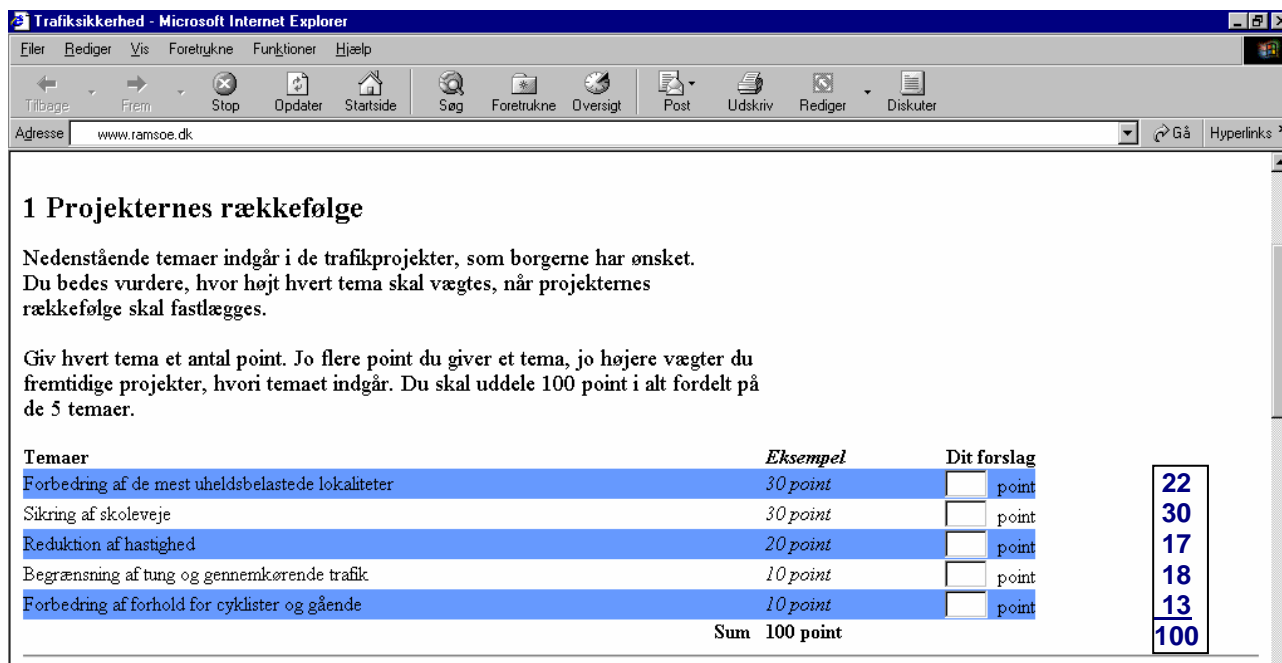 Trafiksikkerhed - Microsoft Internet Explorer
Filer Rediger Vis Foretrukne Funktioner Hjælp
Tilbage Frem Stop Opdater Startside Søg Foretrukne Oversigt Post Udskriv Rediger Diskuter
Adresse www.ramsoe.dk Gå Hyperlinks
1 Projekternes rækkefølge
Nedenstående temaer indgår i de trafikprojekter, som borgerne har ønsket.
Du bedes vurdere, hvor højt hvert tema skal vægtes, når projekternes
rækkefølge skal fastlægges.
Giv hvert tema et antal point. Jo flere point du giver et tema, jo højere vægter du
fremtidige projekter, hvori temaet indgår. Du skal uddele 100 point i alt fordelt på
de 5 temaer.
Temaer Eksempel Dit forslag
Forbedring af de mest uheldsbelastede lokaliteter 30 point point 22
Sikring af skoleveje 30 point point 30
Reduktion af hastighed 20 point point 17
Begrænsning af tung og gennemkørende trafik 10 point point 18
Forbedring af forhold for cyklister og gående 10 point point 13
Sum 100 point 100